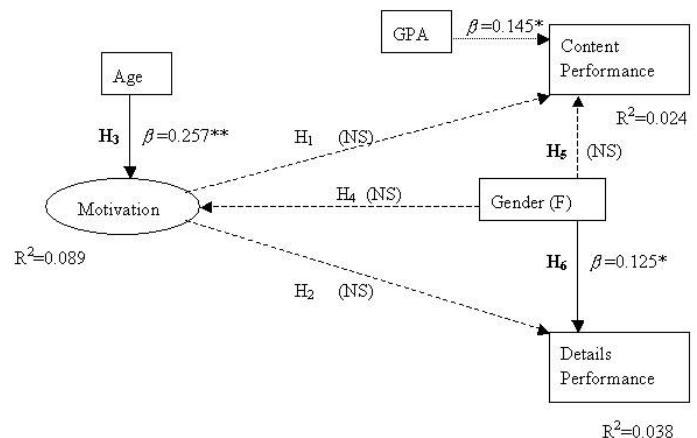 GPA
β=0.145*
Content
Performance
R²=0.024
Age
H₃ β=0.257**
H₁ (NS)
H₅ (NS)
Motivation
H₄ (NS)
Gender (F)
R²=0.089
H₂ (NS)
H₆ β=0.125*
Details
Performance
R²=0.038